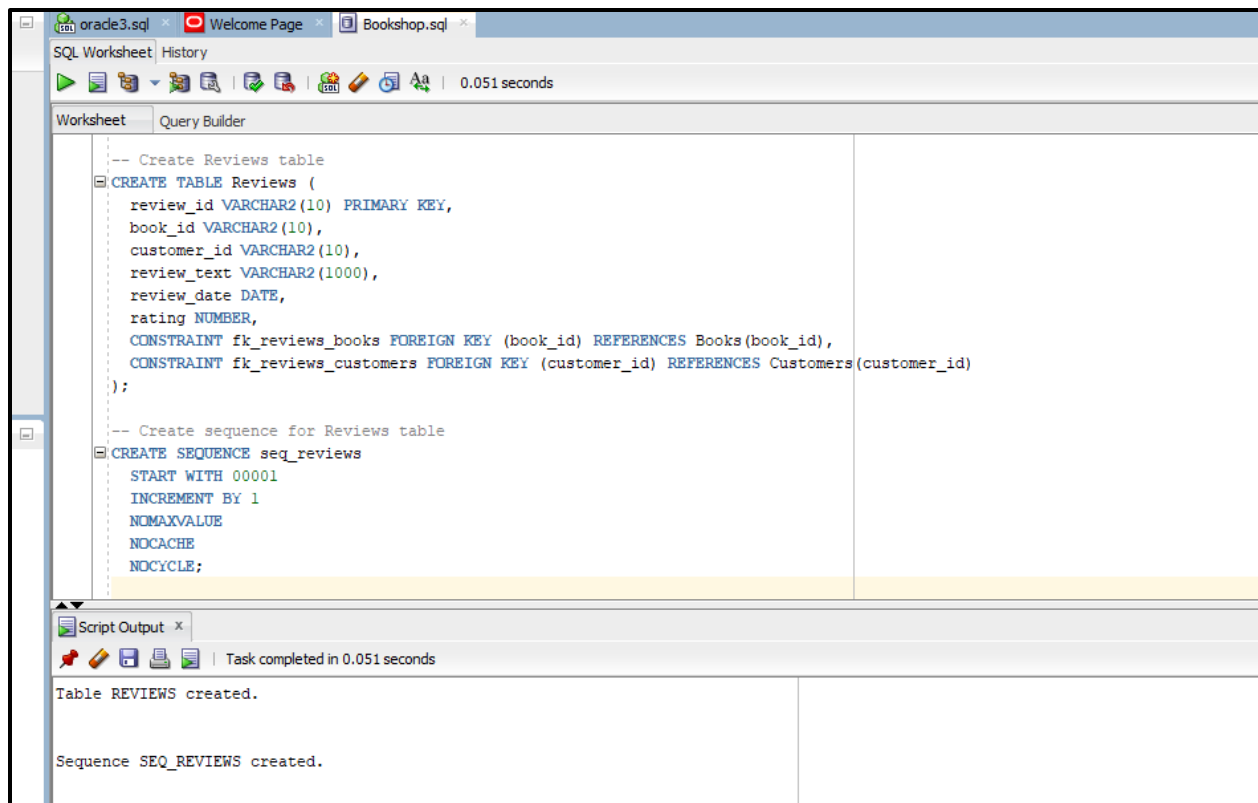 oracle3.sql × Welcome Page × Bookshop.sql ×
SQL Worksheet History
0.051 seconds
Worksheet Query Builder
-- Create Reviews table
CREATE TABLE Reviews (
review_id VARCHAR2(10) PRIMARY KEY,
book_id VARCHAR2(10),
customer_id VARCHAR2(10),
review_text VARCHAR2(1000),
review_date DATE,
rating NUMBER,
CONSTRAINT fk_reviews_books FOREIGN KEY (book_id) REFERENCES Books(book_id),
CONSTRAINT fk_reviews_customers FOREIGN KEY (customer_id) REFERENCES Customers(customer_id)
);
-- Create sequence for Reviews table
CREATE SEQUENCE seq_reviews
START WITH 00001
INCREMENT BY 1
NOMAXVALUE
NOCACHE
NOCYCLE;
Script Output ×
Task completed in 0.051 seconds
Table REVIEWS created.
Sequence SEQ_REVIEWS created.